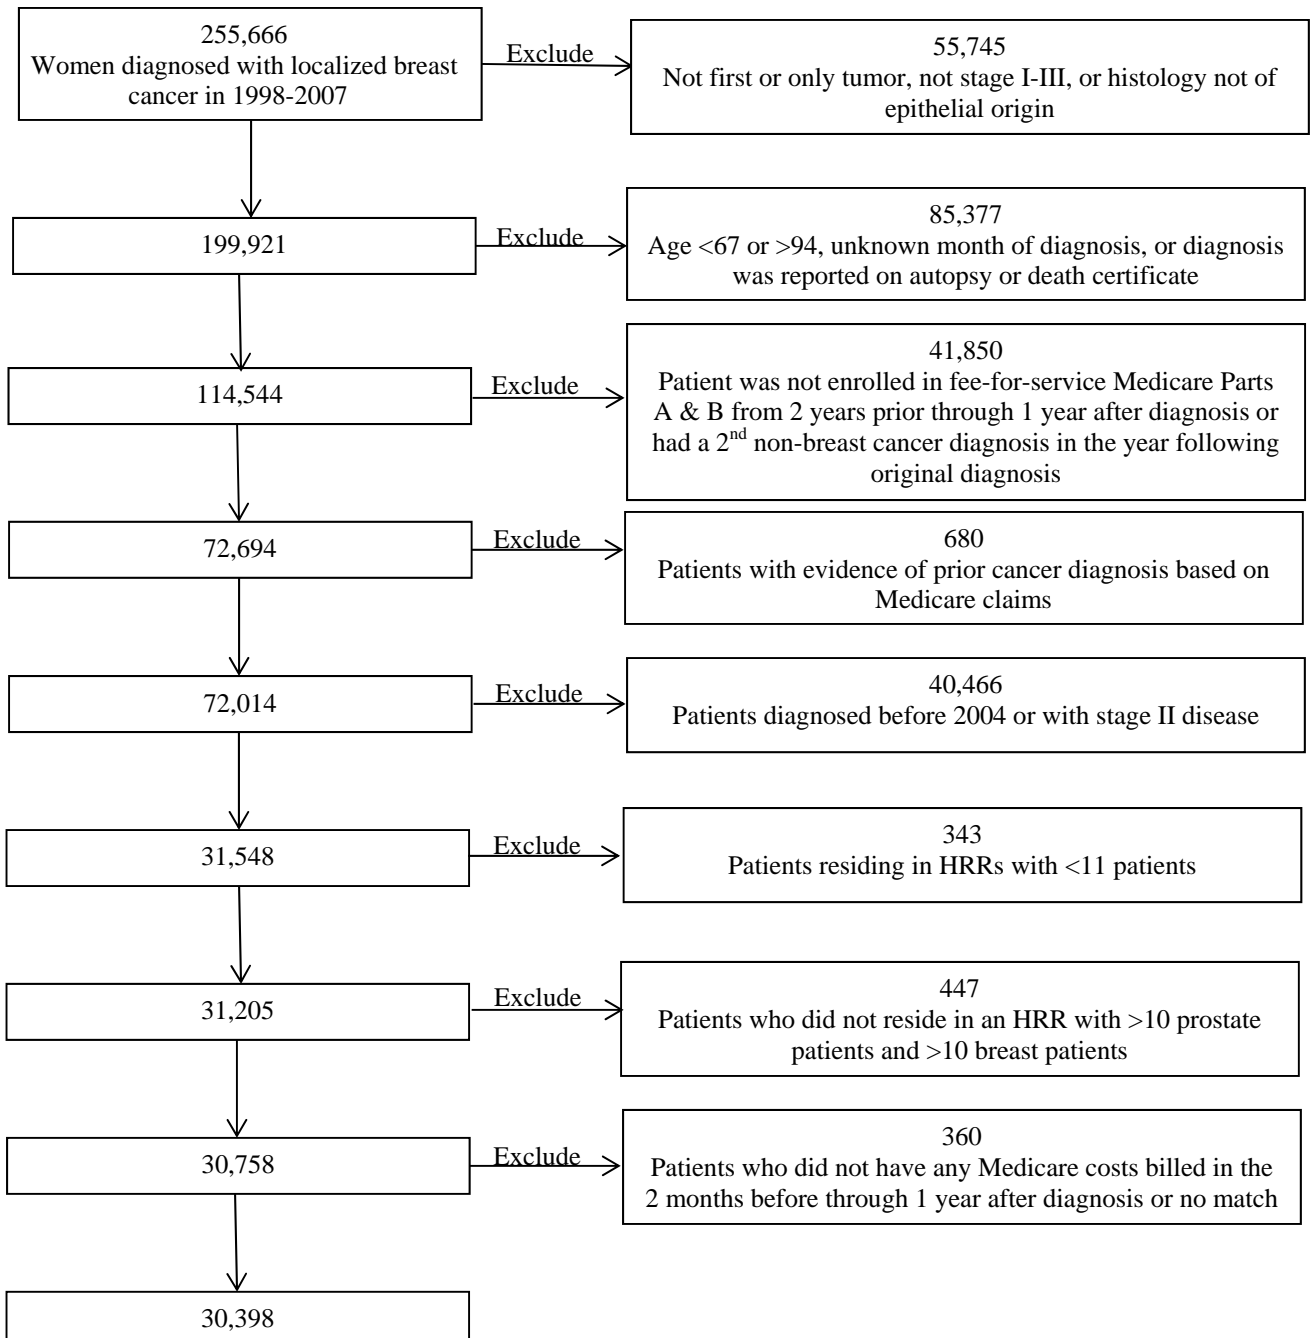 255,666
Women diagnosed with localized breast
cancer in 1998-2007
Exclude
55,745
Not first or only tumor, not stage I-III, or histology not of
epithelial origin
199,921
Exclude
85,377
Age <67 or >94, unknown month of diagnosis, or diagnosis
was reported on autopsy or death certificate
114,544
Exclude
41,850
Patient was not enrolled in fee-for-service Medicare Parts
A & B from 2 years prior through 1 year after diagnosis or
had a 2nd non-breast cancer diagnosis in the year following
original diagnosis
72,694
Exclude
680
Patients with evidence of prior cancer diagnosis based on
Medicare claims
72,014
Exclude
40,466
Patients diagnosed before 2004 or with stage II disease
31,548
Exclude
343
Patients residing in HRRs with <11 patients
31,205
Exclude
447
Patients who did not reside in an HRR with >10 prostate
patients and >10 breast patients
30,758
Exclude
360
Patients who did not have any Medicare costs billed in the
2 months before through 1 year after diagnosis or no match
30,398